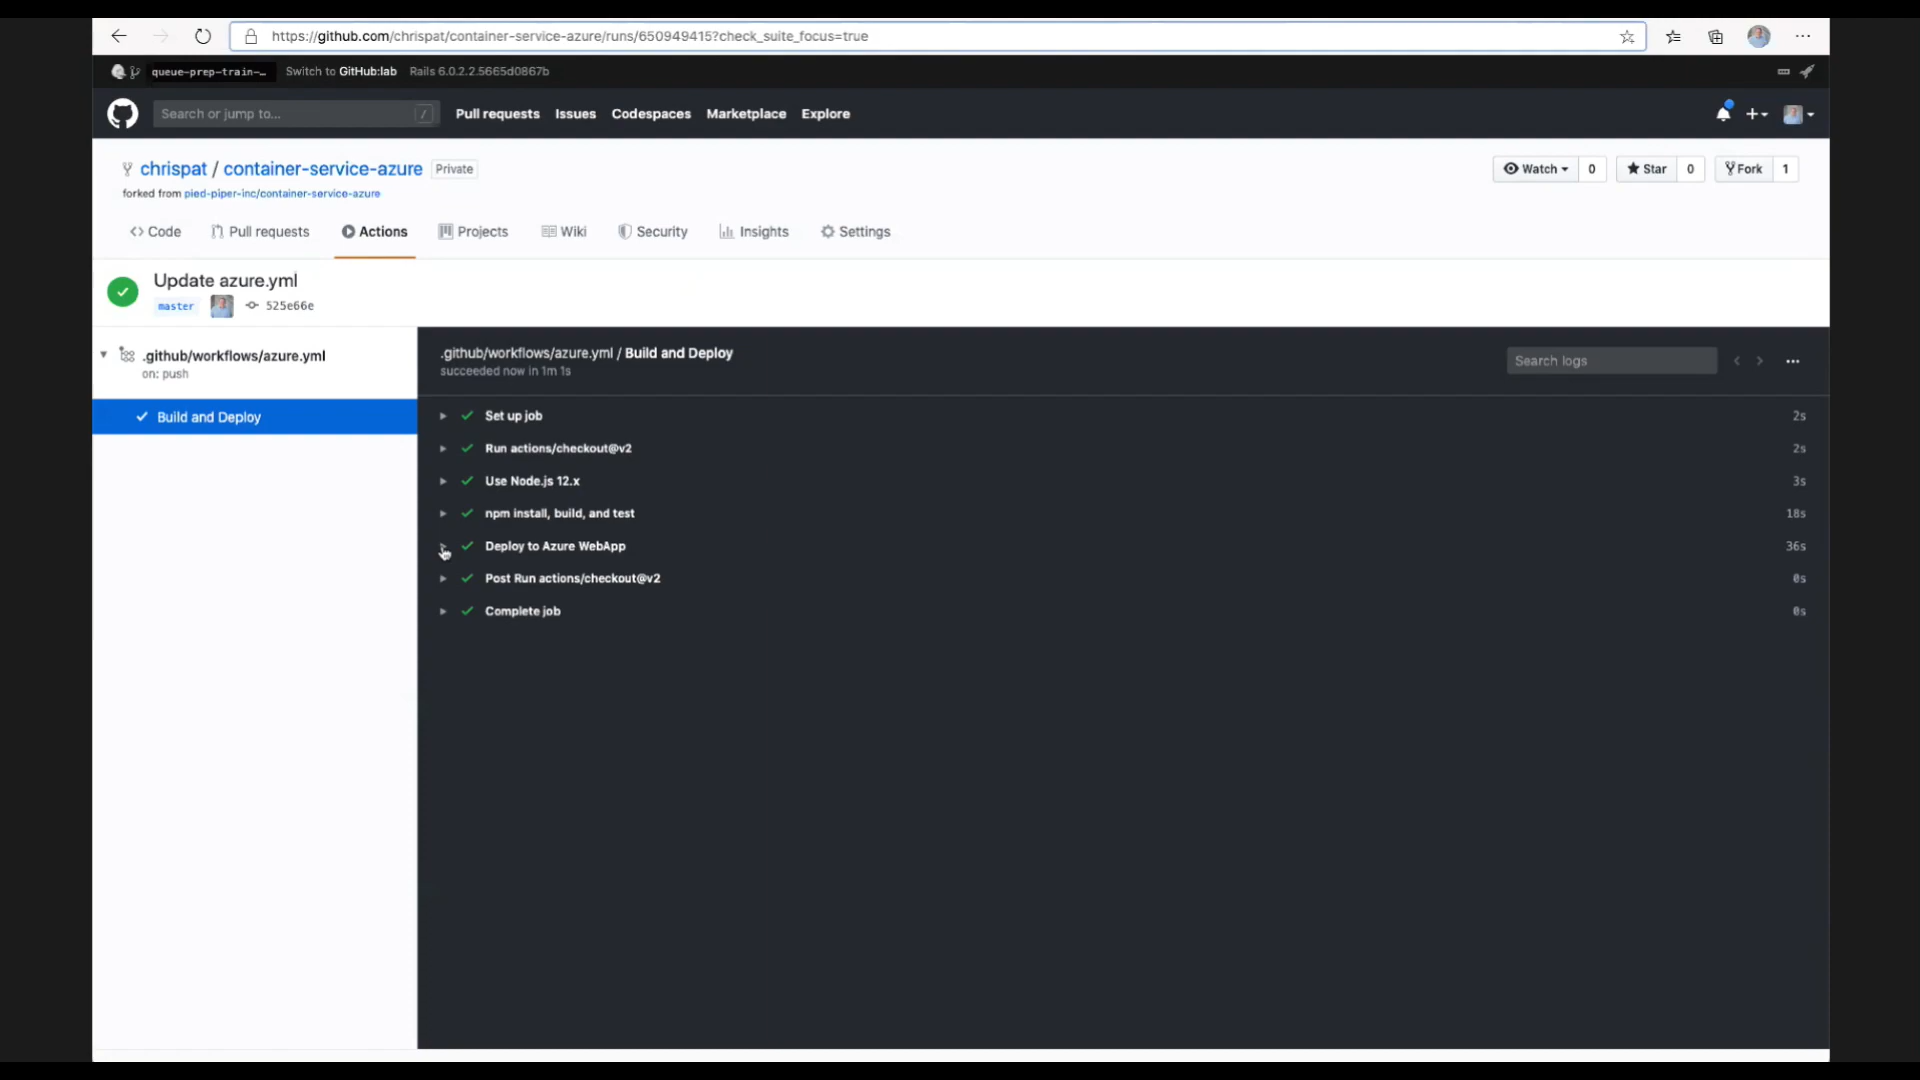 https://github.com/chrispat/container-service-azure/runs/650949415?check_suite_focus=true
queue-prep-train-… Switch to GitHub:lab Rails 6.0.2.2.5665d0867b
Search or jump to... / Pull requests Issues Codespaces Marketplace Explore
chrispat / container-service-azure Private Watch 0 Star 0 Fork 1
forked from pied-piper-inc/container-service-azure
Code Pull requests Actions Projects Wiki Security Insights Settings
Update azure.yml
master 525e66e
.github/workflows/azure.yml
on: push
Build and Deploy
.github/workflows/azure.yml / Build and Deploy
succeeded now in 1m 1s
Search logs
Set up job 2s
Run actions/checkout@v2 2s
Use Node.js 12.x 3s
npm install, build, and test 18s
Deploy to Azure WebApp 36s
Post Run actions/checkout@v2 0s
Complete job 0s